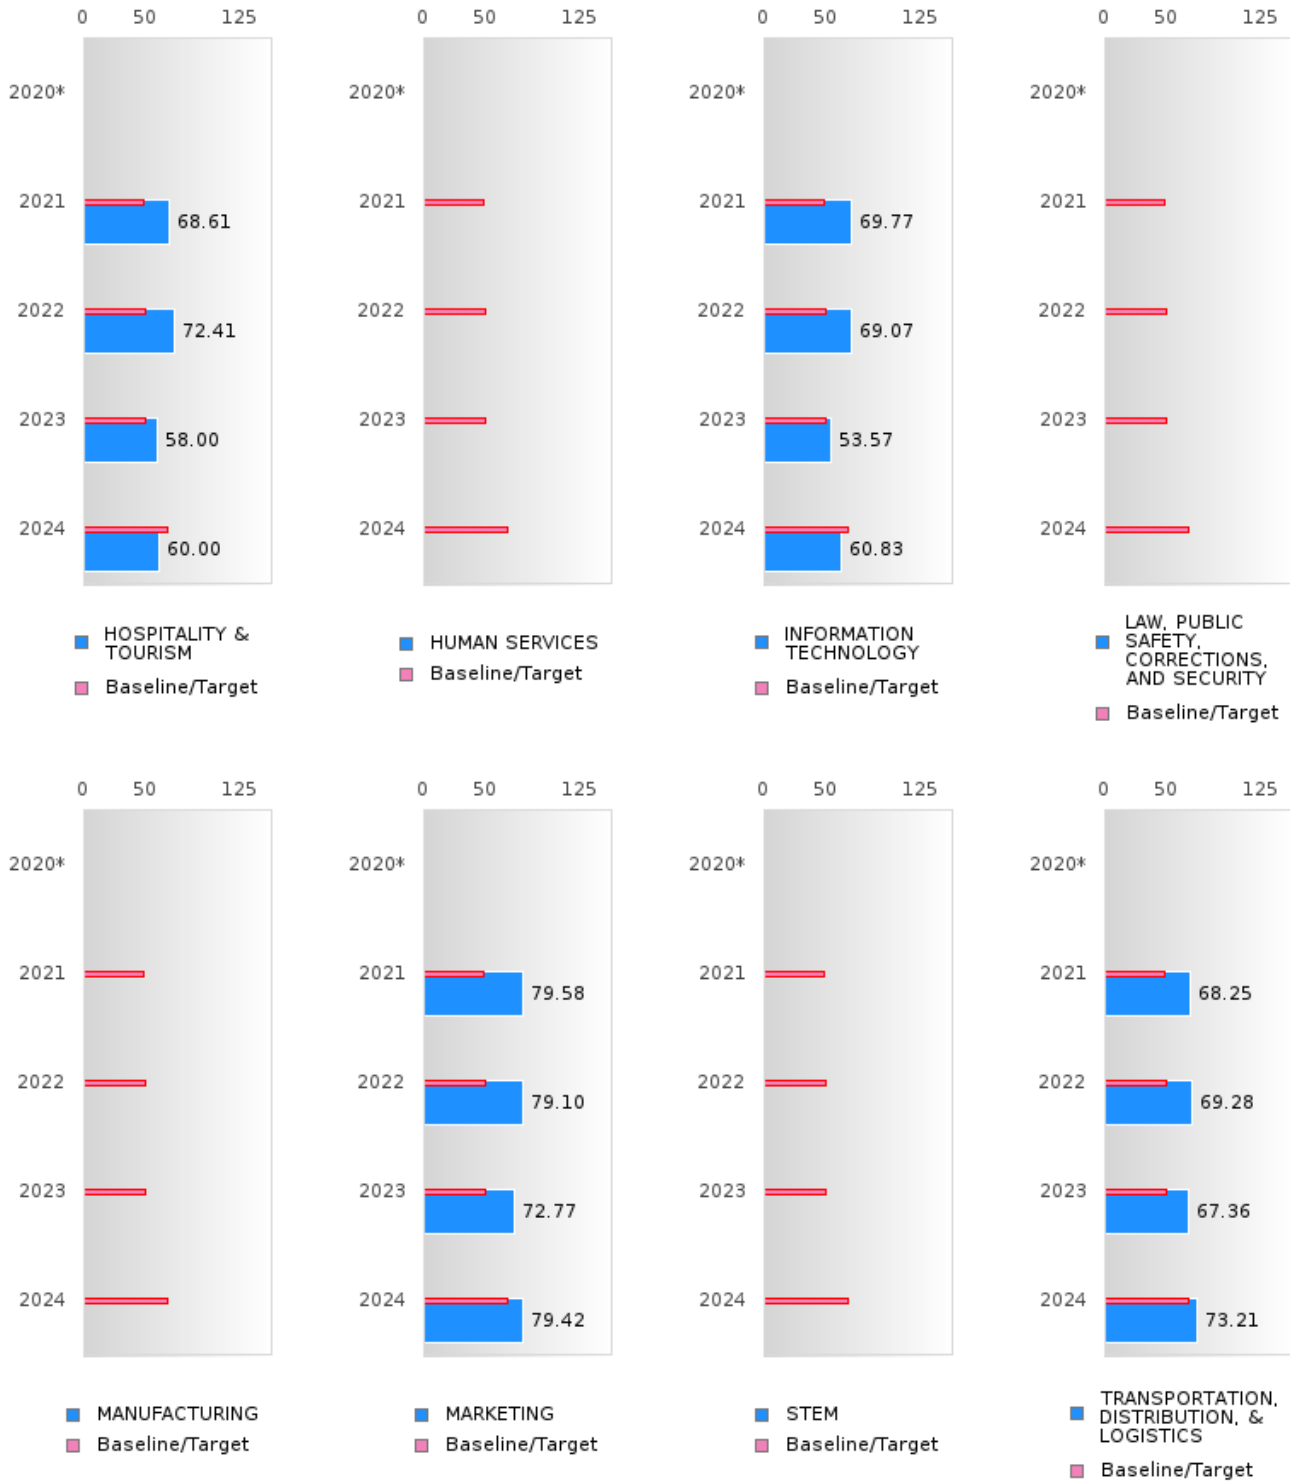 0 50 125
2020*
2021
68.61
2022
72.41
2023
58.00
2024
60.00
HOSPITALITY &
TOURISM
Baseline/Target
0 50 125
2020*
2021
2022
2023
2024
HUMAN SERVICES
Baseline/Target
0 50 125
2020*
2021
69.77
2022
69.07
2023
53.57
2024
60.83
INFORMATION
TECHNOLOGY
Baseline/Target
0 50 125
2020*
2021
2022
2023
2024
LAW, PUBLIC
SAFETY,
CORRECTIONS,
AND SECURITY
Baseline/Target
0 50 125
2020*
2021
2022
2023
2024
MANUFACTURING
Baseline/Target
0 50 125
2020*
2021
79.58
2022
79.10
2023
72.77
2024
79.42
MARKETING
Baseline/Target
0 50 125
2020*
2021
2022
2023
2024
STEM
Baseline/Target
0 50 125
2020*
2021
68.25
2022
69.28
2023
67.36
2024
73.21
TRANSPORTATION,
DISTRIBUTION, &
LOGISTICS
Baseline/Target